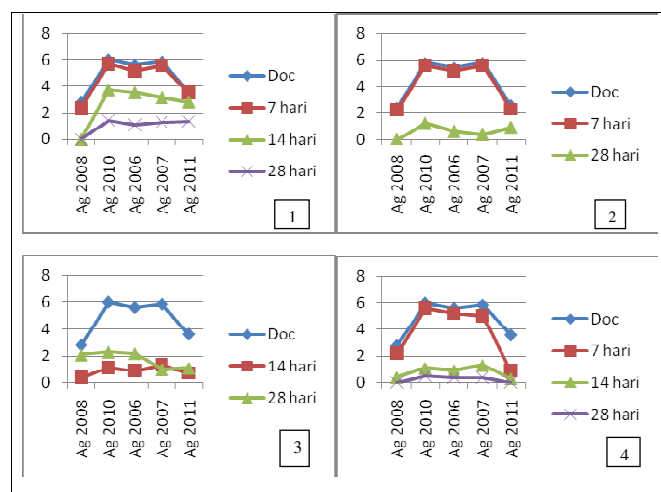 8
6
4
2
0
Ag 2008
Ag 2010
Ag 2006
Ag 2007
Ag 2011
Doc
7 hari
14 hari
28 hari
1
8
6
4
2
0
Ag 2008
Ag 2010
Ag 2006
Ag 2007
Ag 2011
Doc
7 hari
28 hari
2
8
6
4
2
0
Ag 2008
Ag 2010
Ag 2006
Ag 2007
Ag 2011
Doc
14 hari
28 hari
3
8
6
4
2
0
Ag 2008
Ag 2010
Ag 2006
Ag 2007
Ag 2011
Doc
7 hari
14 hari
28 hari
4